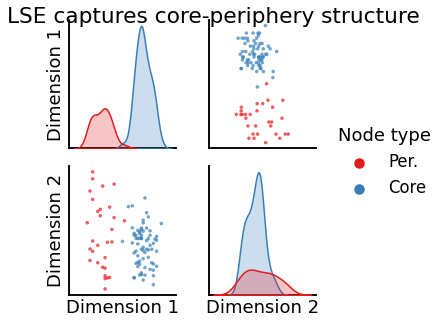 LSE captures core-periphery structure
Dimension 1
Node type
Per.
Core
Dimension 2
Dimension 1
Dimension 2